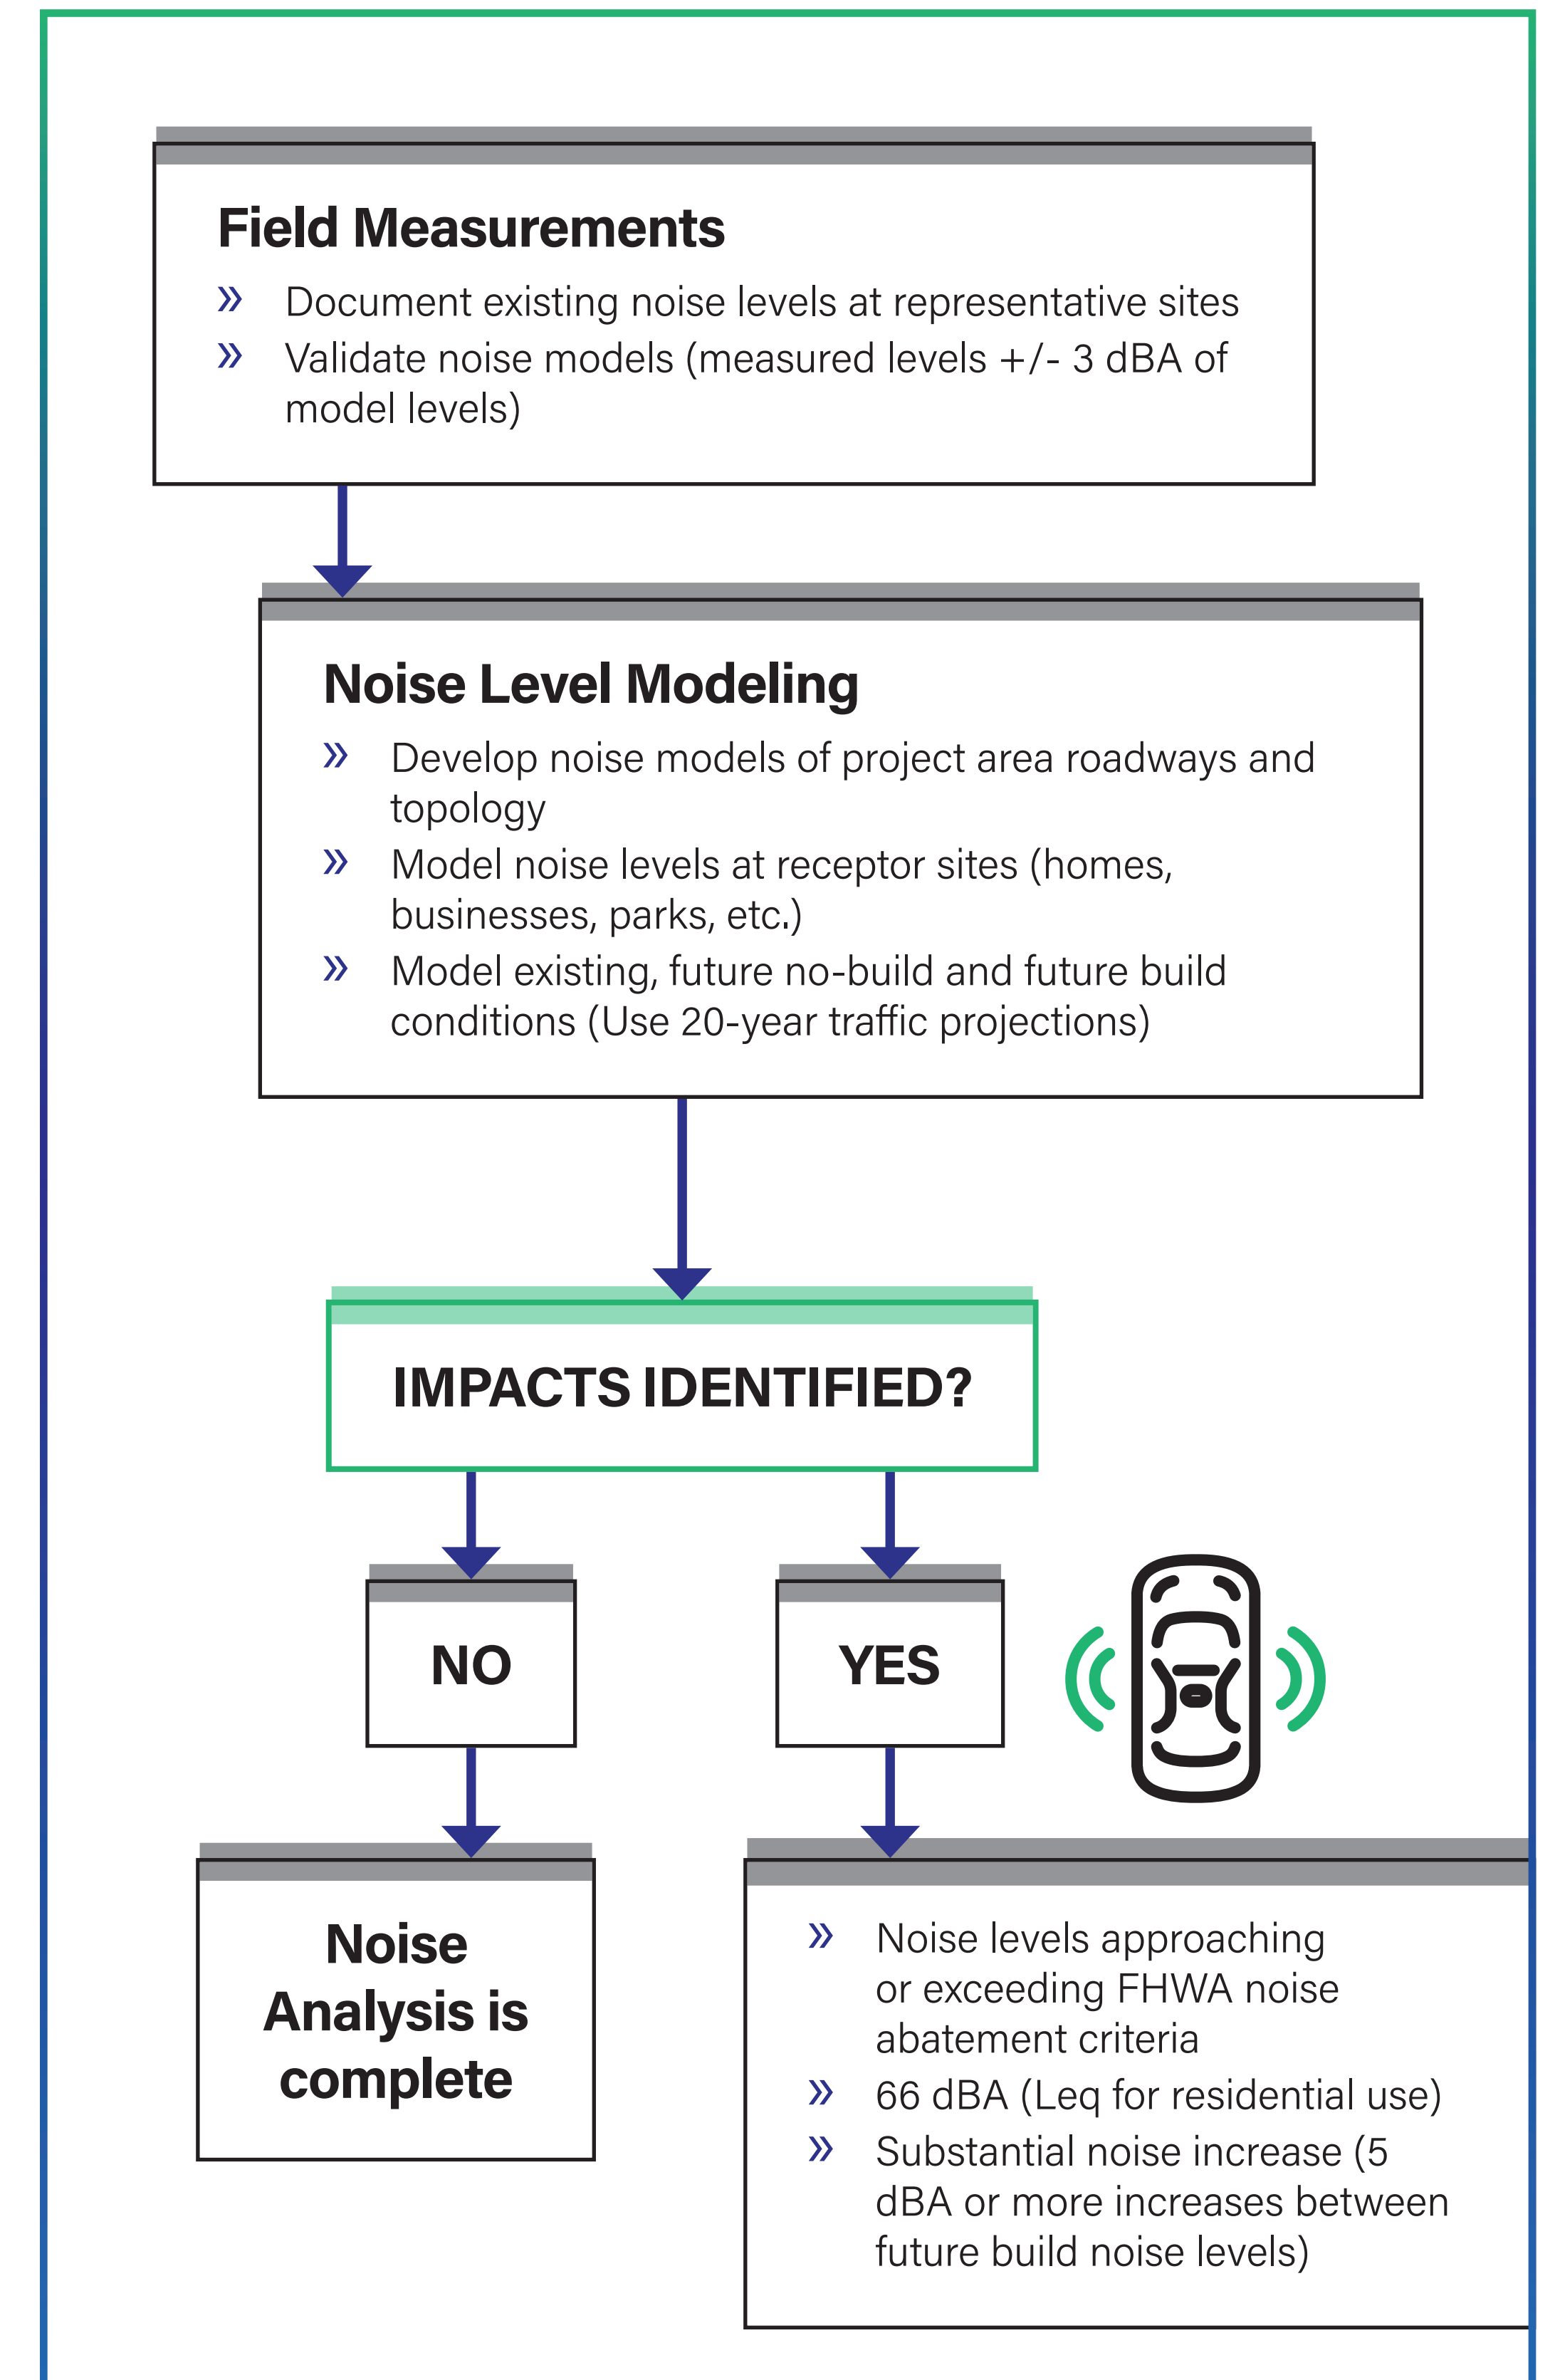 Field Measurements
» Document existing noise levels at representative sites
» Validate noise models (measured levels +/- 3 dBA of
model levels)
Noise Level Modeling
» Develop noise models of project area roadways and
topology
» Model noise levels at receptor sites (homes,
businesses, parks, etc.)
» Model existing, future no-build and future build
conditions (Use 20-year traffic projections)
IMPACTS IDENTIFIED?
NO
YES
Noise
Analysis is
complete
» Noise levels approaching
or exceeding FHWA noise
abatement criteria
» 66 dBA (Leq for residential use)
» Substantial noise increase (5
dBA or more increases between
future build noise levels)